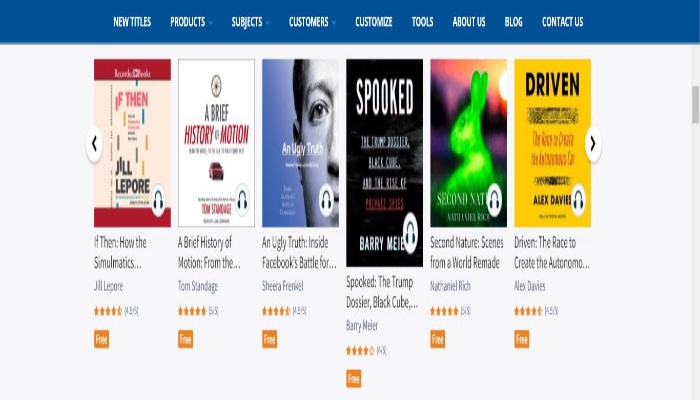 NEW TITLES PRODUCTS SUBJECTS CUSTOMERS CUSTOMIZE TOOLS ABOUT US BLOG CONTACT US
Recorded Books
IF THEN
JILL
LEPORE
A BRIEF
HISTORY OF MOTION
TOM STANDAGE
An Ugly Truth
SPOOKED
THE TRUMP DOSSIER,
BLACK CUBE,
AND THE RISE OF
PRIVATE SPIES
BARRY MEIE
SECOND NATU
NATHANIEL RICH
DRIVEN
The Race to Create
the Autonomous Car
ALEX DAVIES
If Then: How the
Simulmatics...
Jill Lepore
(4.5/5)
Free
A Brief History of
Motion: From the...
Tom Standage
(5/5)
Free
An Ugly Truth: Inside
Facebook's Battle for...
Sheera Frenkel
(4.5/5)
Free
Spooked: The Trump
Dossier, Black Cube,...
Barry Meier
(4/5)
Free
Second Nature: Scenes
from a World Remade
Nathaniel Rich
(5/5)
Free
Driven: The Race to
Create the Autonomo...
Alex Davies
(4.5/5)
Free